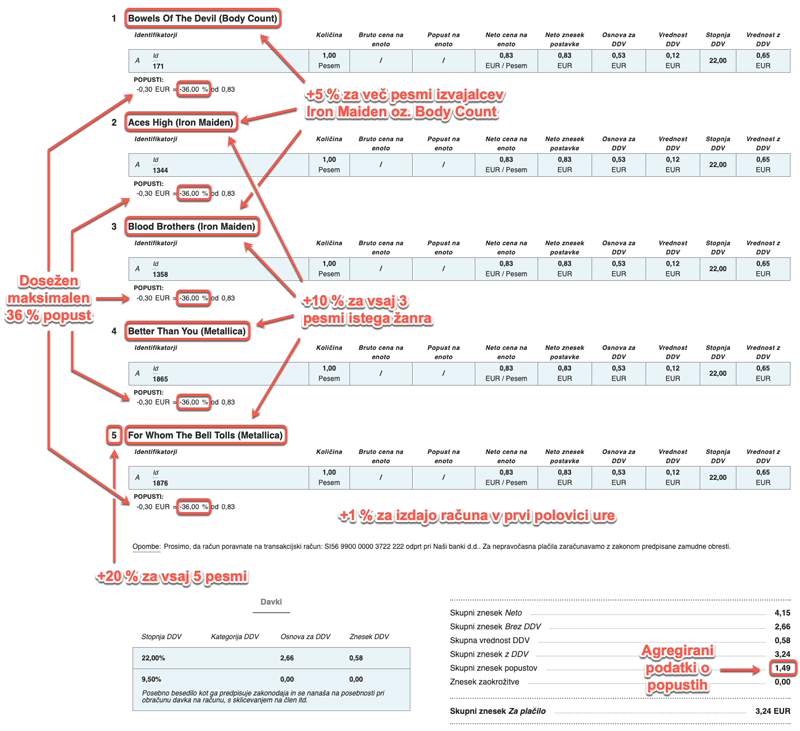 1 Bowels Of The Devil (Body Count)
Identifikatorji Količina Bruto cena na enoto Popust na enoto Neto cena na enoto Neto znesek postavke Osnova za DDV Vrednost DDV Stopnja DDV Vrednost z DDV
A Id 171 1,00 Pesem / / 0,83 EUR / Pesem 0,83 EUR 0,53 EUR 0,12 EUR 22,00 0,65 EUR
POPUSTI:
-0,30 EUR = -36,00 % od 0,83
+5 % za več pesmi izvajalcev
Iron Maiden oz. Body Count
2 Aces High (Iron Maiden)
Identifikatorji Količina Bruto cena na enoto Popust na enoto Neto cena na enoto Neto znesek postavke Osnova za DDV Vrednost DDV Stopnja DDV Vrednost z DDV
A Id 1344 1,00 Pesem / / 0,83 EUR / Pesem 0,83 EUR 0,53 EUR 0,12 EUR 22,00 0,65 EUR
POPUSTI:
-0,30 EUR = -36,00 % od 0,83
3 Blood Brothers (Iron Maiden)
Identifikatorji Količina Bruto cena na enoto Popust na enoto Neto cena na enoto Neto znesek postavke Osnova za DDV Vrednost DDV Stopnja DDV Vrednost z DDV
A Id 1358 1,00 Pesem / / 0,83 EUR / Pesem 0,83 EUR 0,53 EUR 0,12 EUR 22,00 0,65 EUR
POPUSTI:
-0,30 EUR = -36,00 % od 0,83
Dosežen
maksimalen
36 % popust
+10 % za vsaj 3
pesmi istega žanra
4 Better Than You (Metallica)
Identifikatorji Količina Bruto cena na enoto Popust na enoto Neto cena na enoto Neto znesek postavke Osnova za DDV Vrednost DDV Stopnja DDV Vrednost z DDV
A Id 1865 1,00 Pesem / / 0,83 EUR / Pesem 0,83 EUR 0,53 EUR 0,12 EUR 22,00 0,65 EUR
POPUSTI:
-0,30 EUR = -36,00 % od 0,83
5 For Whom The Bell Tolls (Metallica)
Identifikatorji Količina Bruto cena na enoto Popust na enoto Neto cena na enoto Neto znesek postavke Osnova za DDV Vrednost DDV Stopnja DDV Vrednost z DDV
A Id 1876 1,00 Pesem / / 0,83 EUR / Pesem 0,83 EUR 0,53 EUR 0,12 EUR 22,00 0,65 EUR
POPUSTI:
-0,30 EUR = -36,00 % od 0,83
+1 % za izdajo računa v prvi polovici ure
Opombe: Prosimo, da račun poravnate na transakcijski račun: SI56 9900 0000 3722 222 odprt pri Naši banki d.d.. Za nepravočasna plačila zaračunavamo z zakonom predpisane zamudne obresti.
+20 % za vsaj 5 pesmi
Davki
Stopnja DDV Kategorija DDV Osnova za DDV Znesek DDV
22,00% 2,66 0,58
9,50% 0,00 0,00
Posebno besedilo kot ga predpisuje zakonodaja in se nanaša na posebnosti pri
obračunu davka na računu, s sklicevanjem na člen itd.
Skupni znesek Neto 4,15
Skupni znesek Brez DDV 2,66
Skupna vrednost DDV 0,58
Skupni znesek z DDV 3,24
Skupni znesek popustov 1,49
Znesek zaokrožitve 0,00
Agregirani
podatki o
popustih
Skupni znesek Za plačilo 3,24 EUR